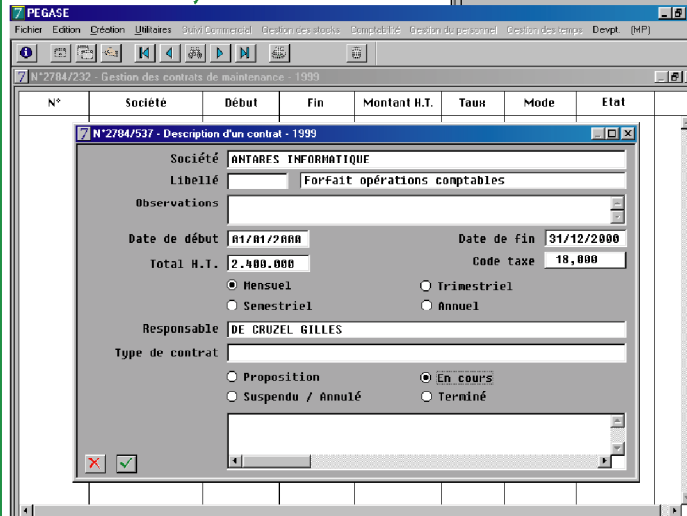 7 PEGASE
Fichier Edition Création Utilitaires Suivi Commercial Gestion des stocks Comptabilité Gestion du personnel Gestion des temps Devpt. (MP)
7 N°2784/232 - Gestion des contrats de maintenance - 1999
N° Société Début Fin Montant H.T. Taux Mode Etat
7 N°2784/537 - Description d'un contrat - 1999
Société ANTARES INFORMATIQUE
Libellé Forfait opérations comptables
Observations
Date de début 01/01/2000 Date de fin 31/12/2000
Total H.T. 2.400.000 Code taxe 18,000
Mensuel Trimestriel
Semestriel Annuel
Responsable DE CRUZEL GILLES
Type de contrat
Proposition En cours
Suspendu / Annulé Terminé